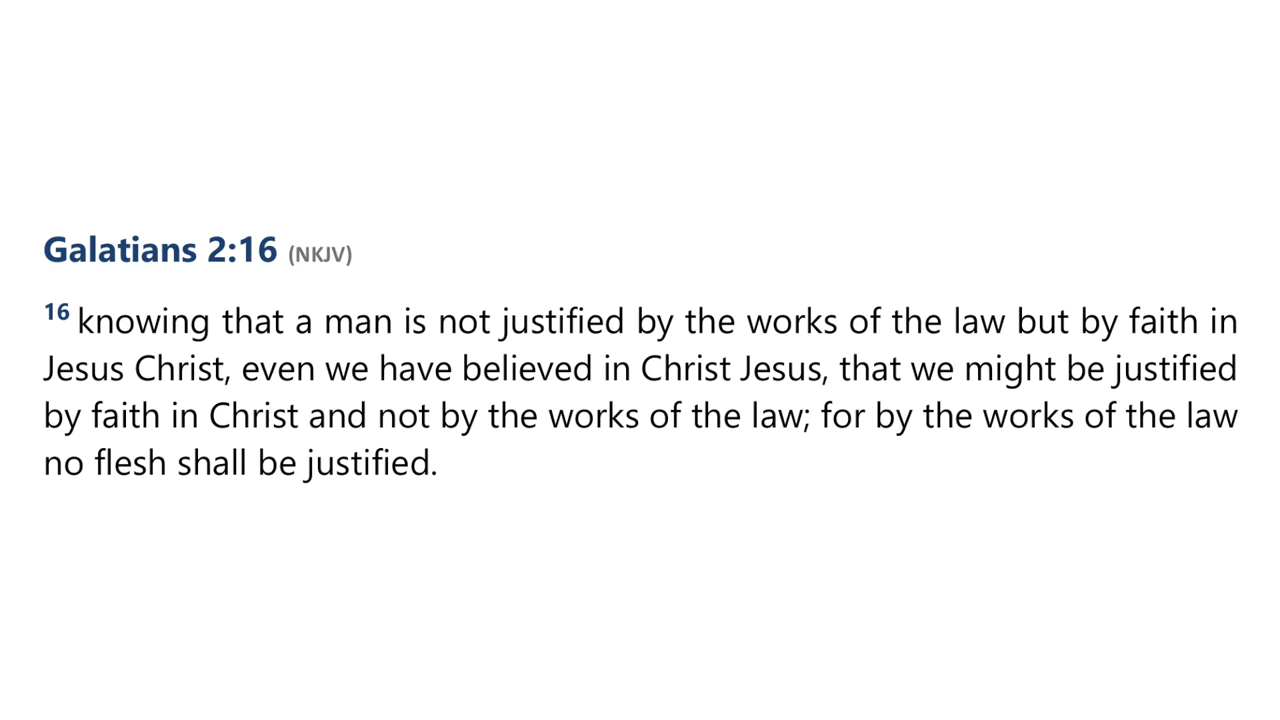 Galatians 2:16 (NKJV)
16 knowing that a man is not justified by the works of the law but by faith in
Jesus Christ, even we have believed in Christ Jesus, that we might be justified
by faith in Christ and not by the works of the law; for by the works of the law
no flesh shall be justified.